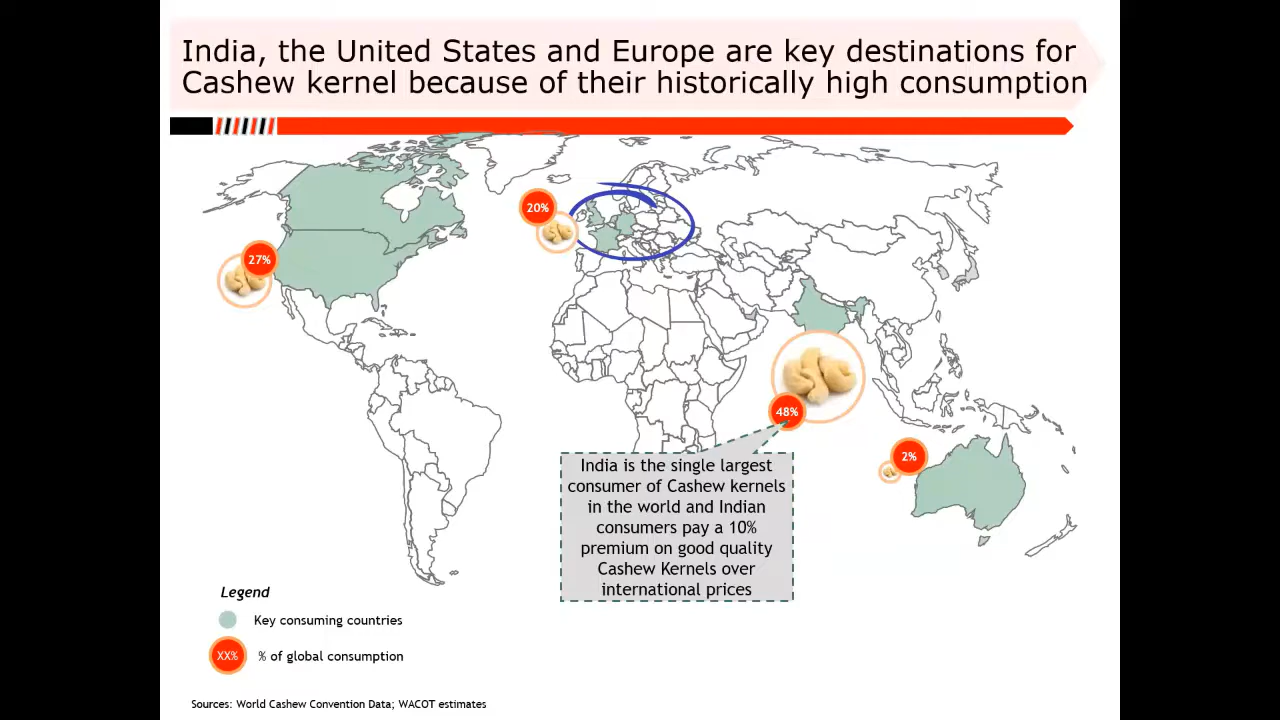 India, the United States and Europe are key destinations for
Cashew kernel because of their historically high consumption
20%
27%
48%
2%
India is the single largest
consumer of Cashew kernels
in the world and Indian
consumers pay a 10%
premium on good quality
Cashew Kernels over
international prices
Legend
Key consuming countries
XX% % of global consumption
Sources: World Cashew Convention Data; WACOT estimates